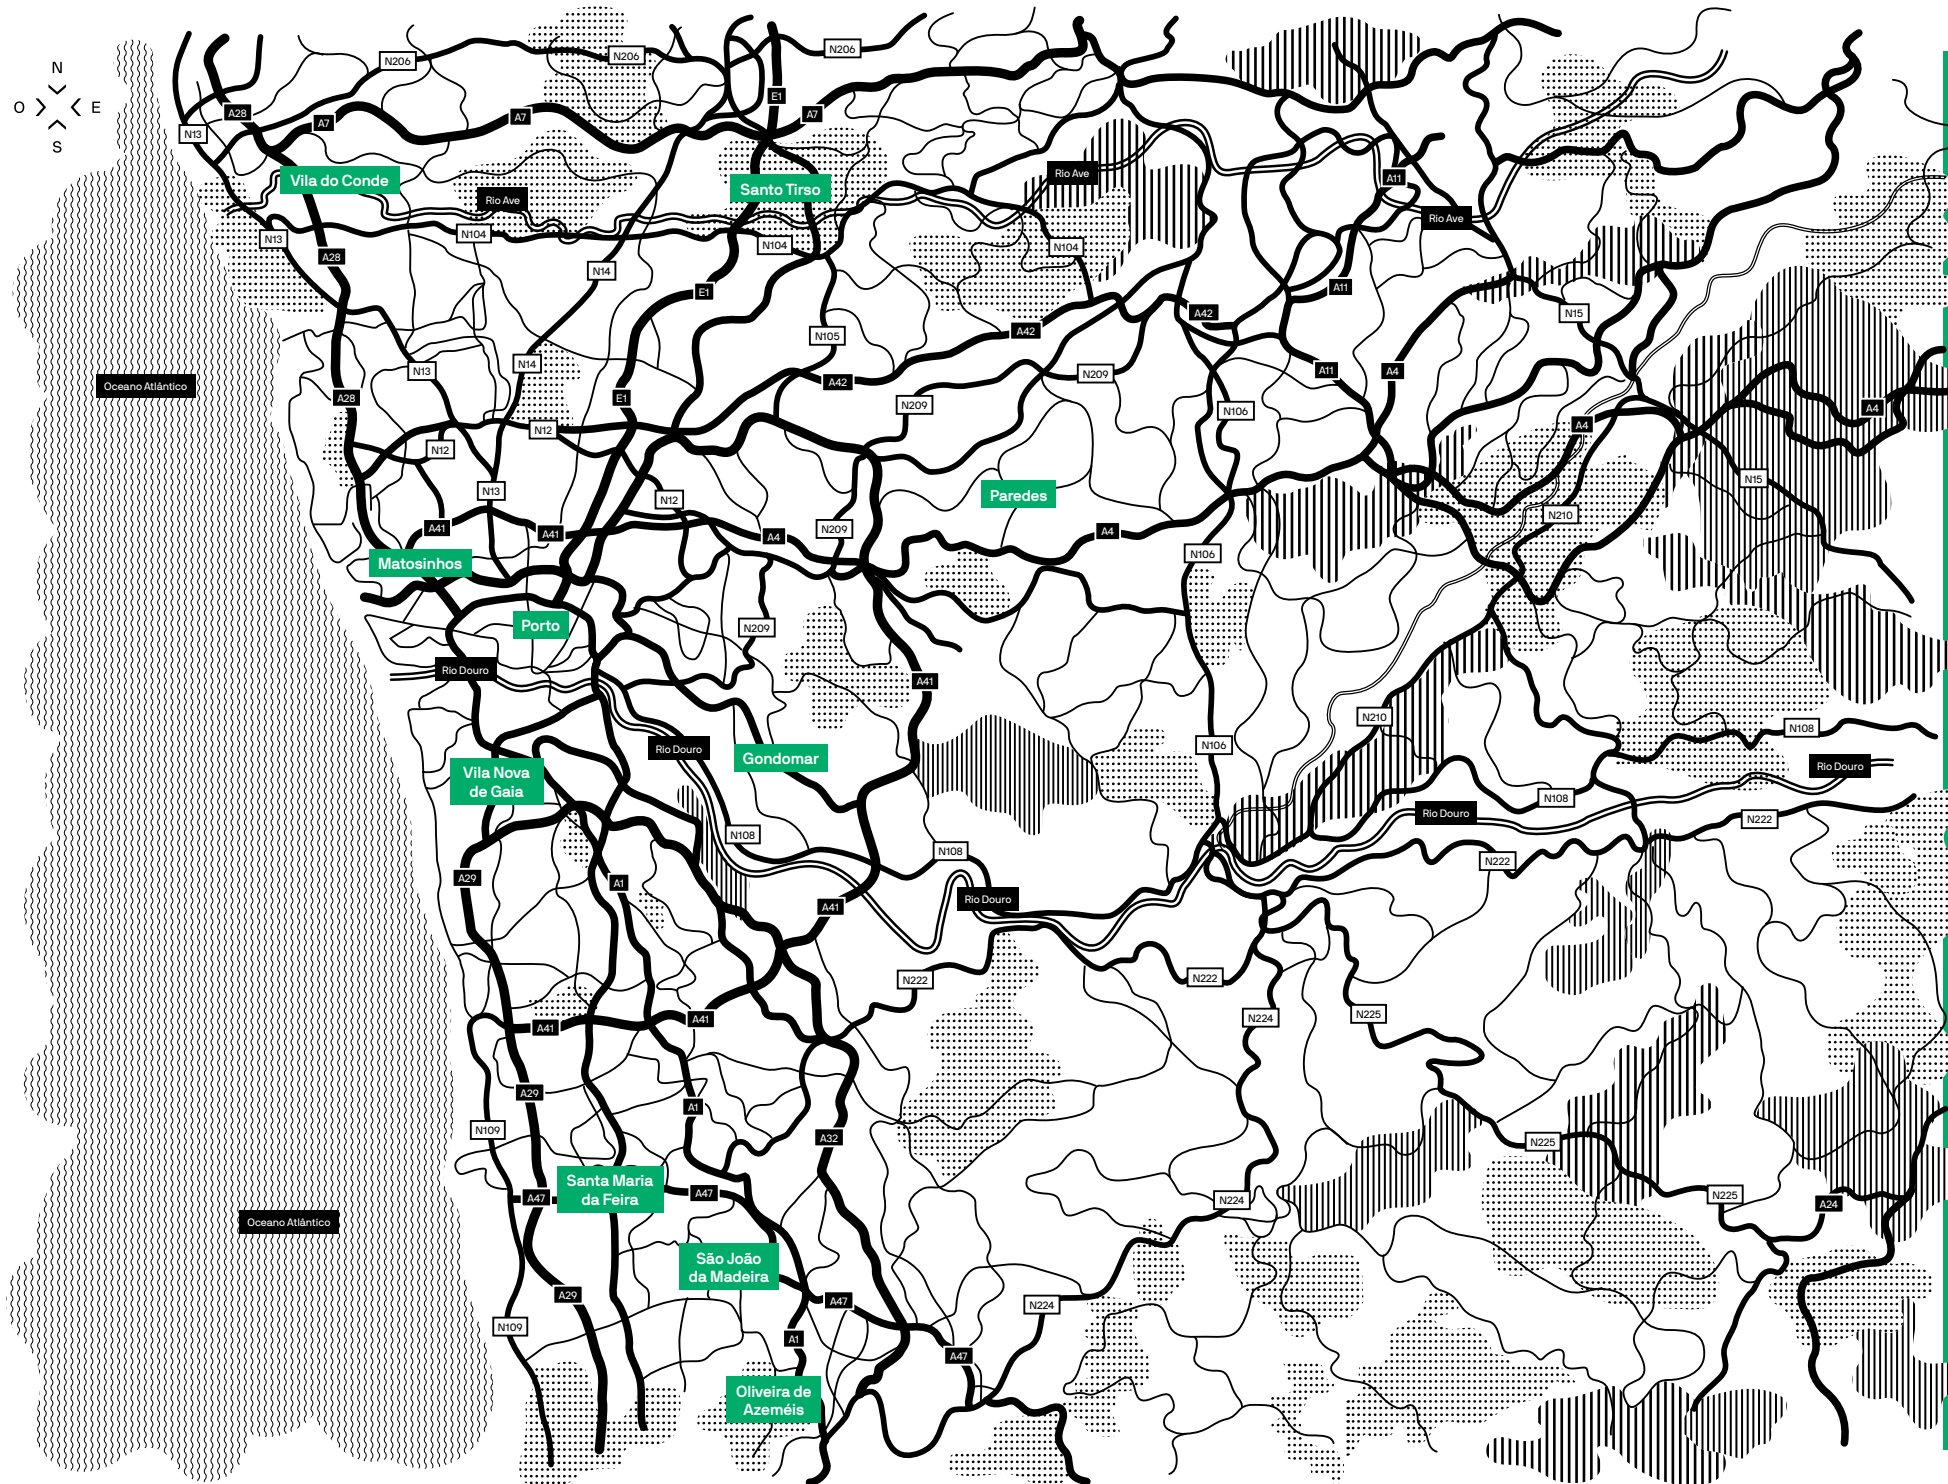 N206
N206
N206
N
O
E
S
E1
A28
A7
A7
A7
N13
Vila do Conde
Santo Tirso
Rio Ave
Rio Ave
A11
Rio Ave
N13
N104
N104
N104
A28
N14
E1
A11
A42
N15
A42
N105
N13
N14
A42
N209
A11
A4
Oceano Atlântico
A28
E1
N209
N106
A4
A4
N12
N12
N15
N13
Paredes
N12
N210
A41
A41
A4
N209
A4
N106
Matosinhos
Porto
N209
Rio Douro
A41
N210
N108
Rio Douro
N106
Gondomar
Rio Douro
Vila Nova
de Gaia
N108
Rio Douro
N222
N108
N108
N222
A29
A1
Rio Douro
A41
N222
N222
A41
A41
N224
N225
A29
A1
N109
A32
N225
Santa Maria
da Feira
A47
A47
N224
N225
A24
Oceano Atlântico
São João
da Madeira
A29
A47
N224
N109
A1
A47
Oliveira de
Azeméis